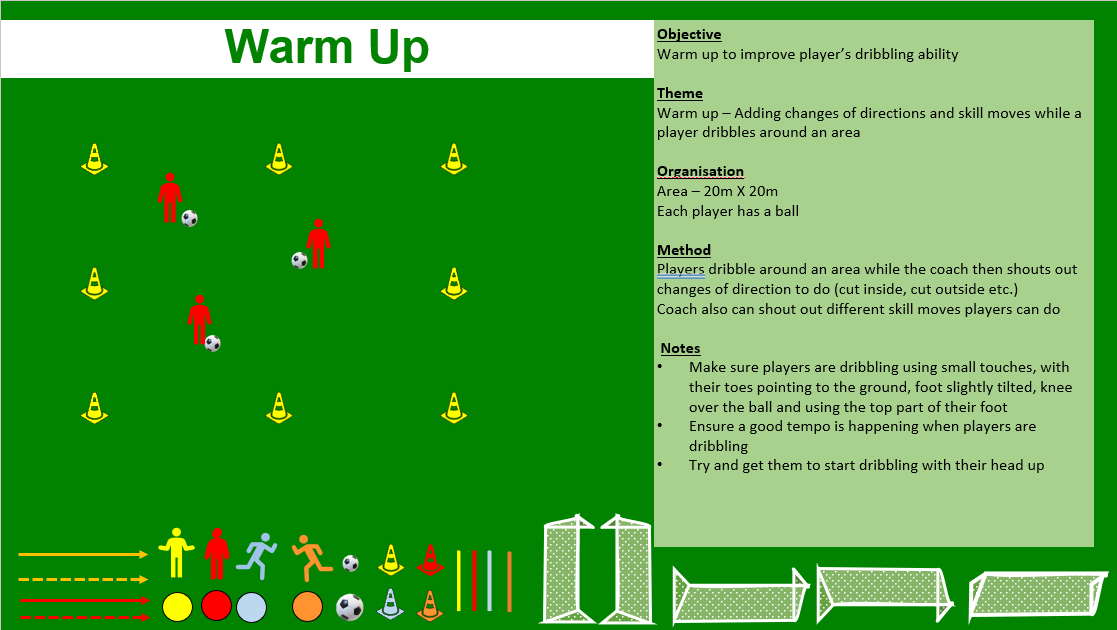 Warm Up
Objective
Warm up to improve player’s dribbling ability
Theme
Warm up – Adding changes of directions and skill moves while a
player dribbles around an area
Organisation
Area – 20m X 20m
Each player has a ball
Method
Players dribble around an area while the coach then shouts out
changes of direction to do (cut inside, cut outside etc.)
Coach also can shout out different skill moves players can do
Notes
• Make sure players are dribbling using small touches, with
their toes pointing to the ground, foot slightly tilted, knee
over the ball and using the top part of their foot
• Ensure a good tempo is happening when players are
dribbling
• Try and get them to start dribbling with their head up